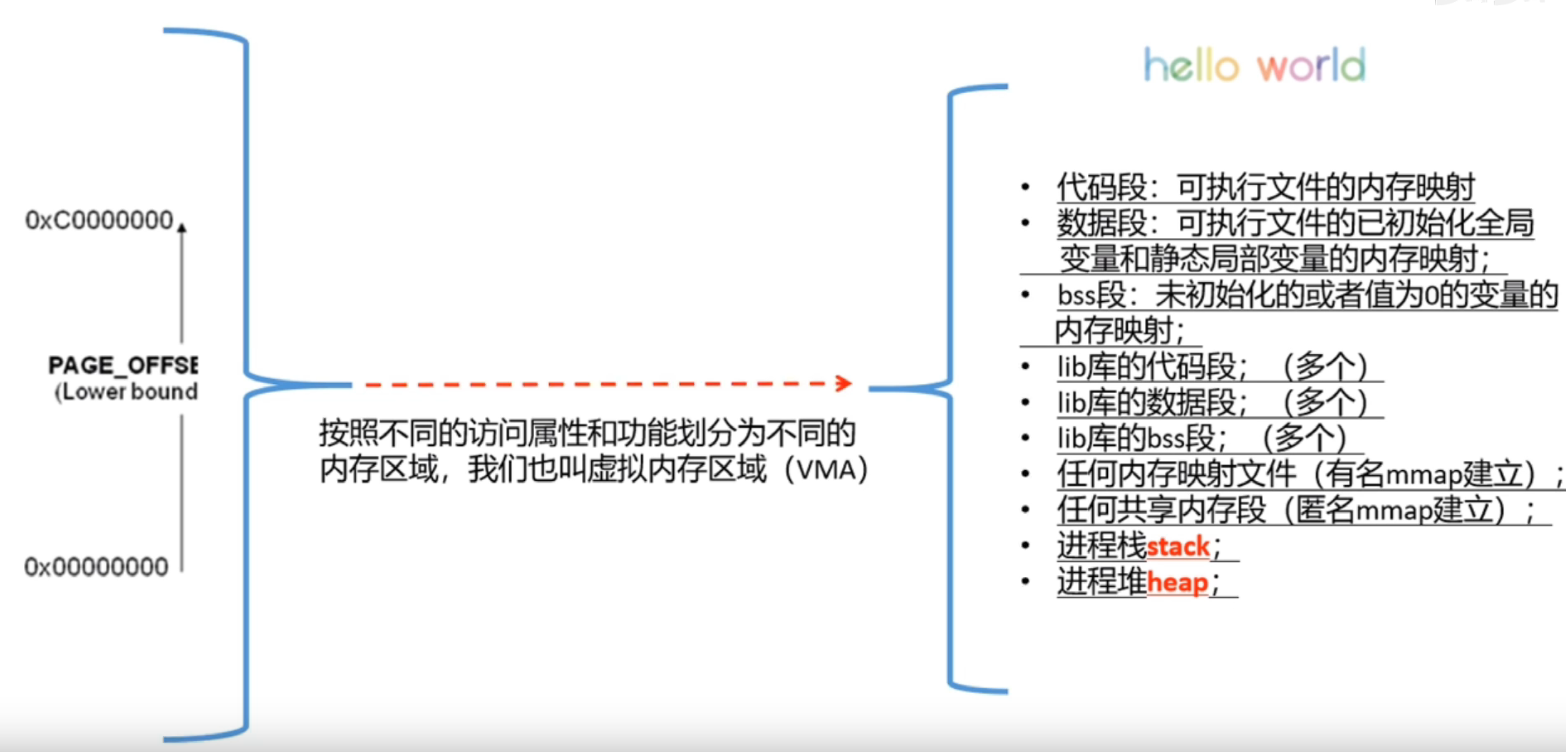 hello world
0xC0000000
PAGE_OFFSE
(Lower bound
0x00000000
按照不同的访问属性和功能划分为不同的
内存区域，我们也叫虚拟内存区域（VMA）
• 代码段：可执行文件的内存映射
• 数据段：可执行文件的已初始化全局
变量和静态局部变量的内存映射；
• bss段：未初始化的或者值为0的变量的
内存映射；
• lib库的代码段；（多个）
• lib库的数据段；（多个）
• lib库的bss段；（多个）
• 任何内存映射文件（有名mmap建立）；
• 任何共享内存段（匿名mmap建立）；
• 进程栈stack；
• 进程堆heap；